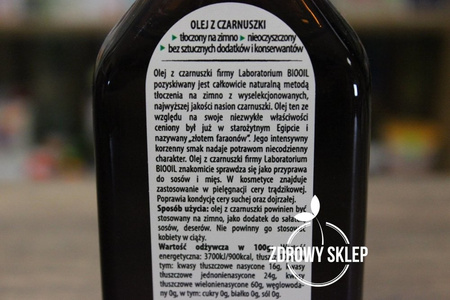 OLEJ Z CZARNUSZKI
▸ tłoczony na zimno ▸ nieoczyszczony
▸ bez sztucznych dodatków i konserwantów
Olej z czarnuszki firmy Laboratorium BIOOIL
pozyskiwany jest całkowicie naturalną metodą
tłoczenia na zimno z wyselekcjonowanych,
najwyższej jakości nasion czarnuszki. Olej ten ze
względu na swoje niezwykłe właściwości
ceniony był już w starożytnym Egipcie i
nazywany „złotem faraonów”. Jego intensywny
korzenny smak nadaje potrawom niecodzienny
charakter. Olej z czarnuszki firmy Laboratorium
BIOOIL znakomicie sprawdza się jako przyprawa
do sosów i mięs. W kosmetyce znajduje
zastosowanie w pielęgnacji cery trądzikowej.
Poprawia kondycję cery suchej oraz dojrzałej.
Sposób użycia: olej z czarnuszki powinien być
stosowany na zimno, jako dodatek do sałatek,
sosów, deserów. Nie powinny go stosować
kobiety w ciąży.
Wartość odżywcza w 100g:
energetyczna: 3700kJ/900kcal, tłuszcz
tym: kwasy tłuszczowe nasycone 16g, kwasy
jednonienasycone tłuszczowe 24g,
tłuszczowe wielonienasycone 60g, węglowodany
0g, w tym: cukry 0g, białko 0g, sól 0g.
ZDROWY SKLEP